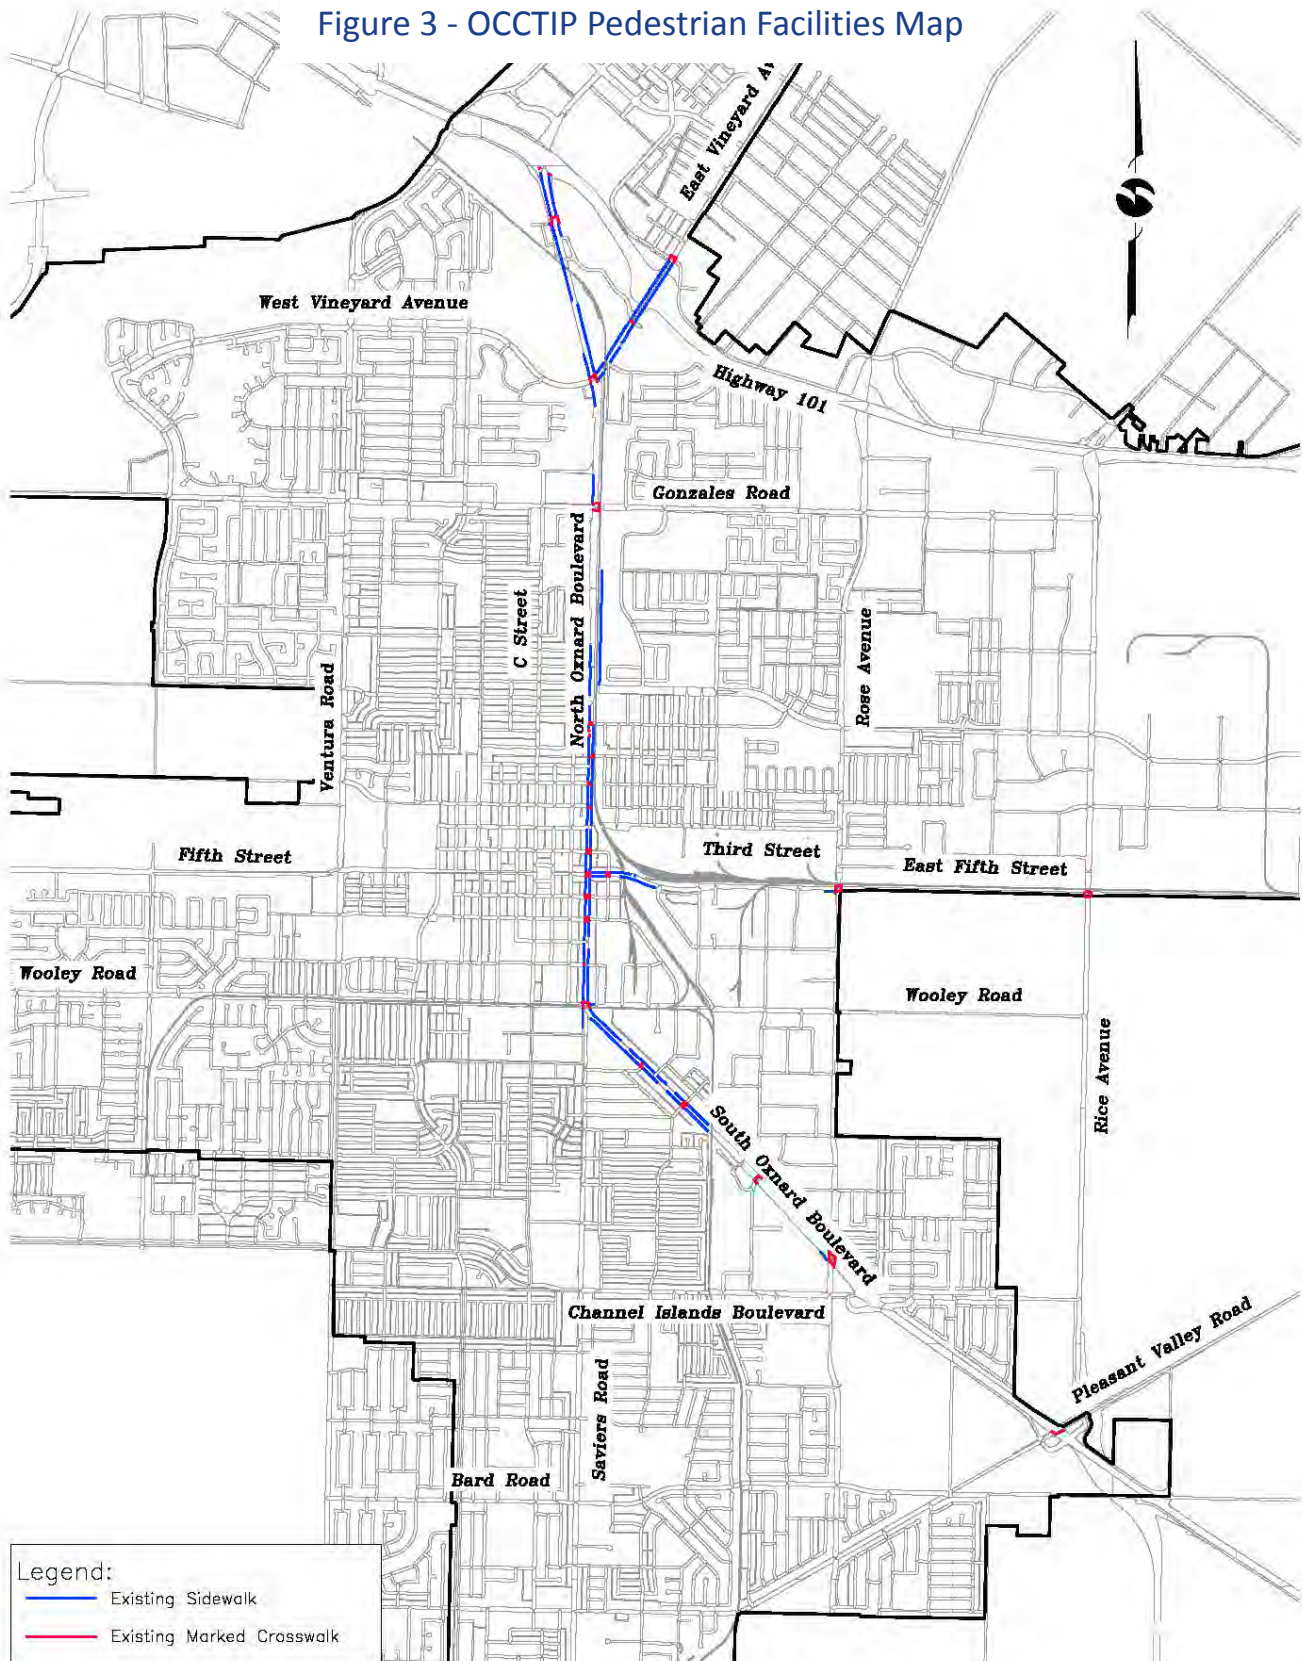 Figure 3 - OCCTIP Pedestrian Facilities Map
East Vineyard Av
West Vineyard Avenue
Highway 101
Gonzales Road
North Oxnard Boulevard
C Street
Rose Avenue
Ventura Road
Third Street
Fifth Street
East Fifth Street
Wooley Road
Wooley Road
Rice Avenue
South Oxnard Boulevard
Channel Islands Boulevard
Pleasant Valley Road
Saviers Road
Bard Road
Legend:
Existing Sidewalk
Existing Marked Crosswalk